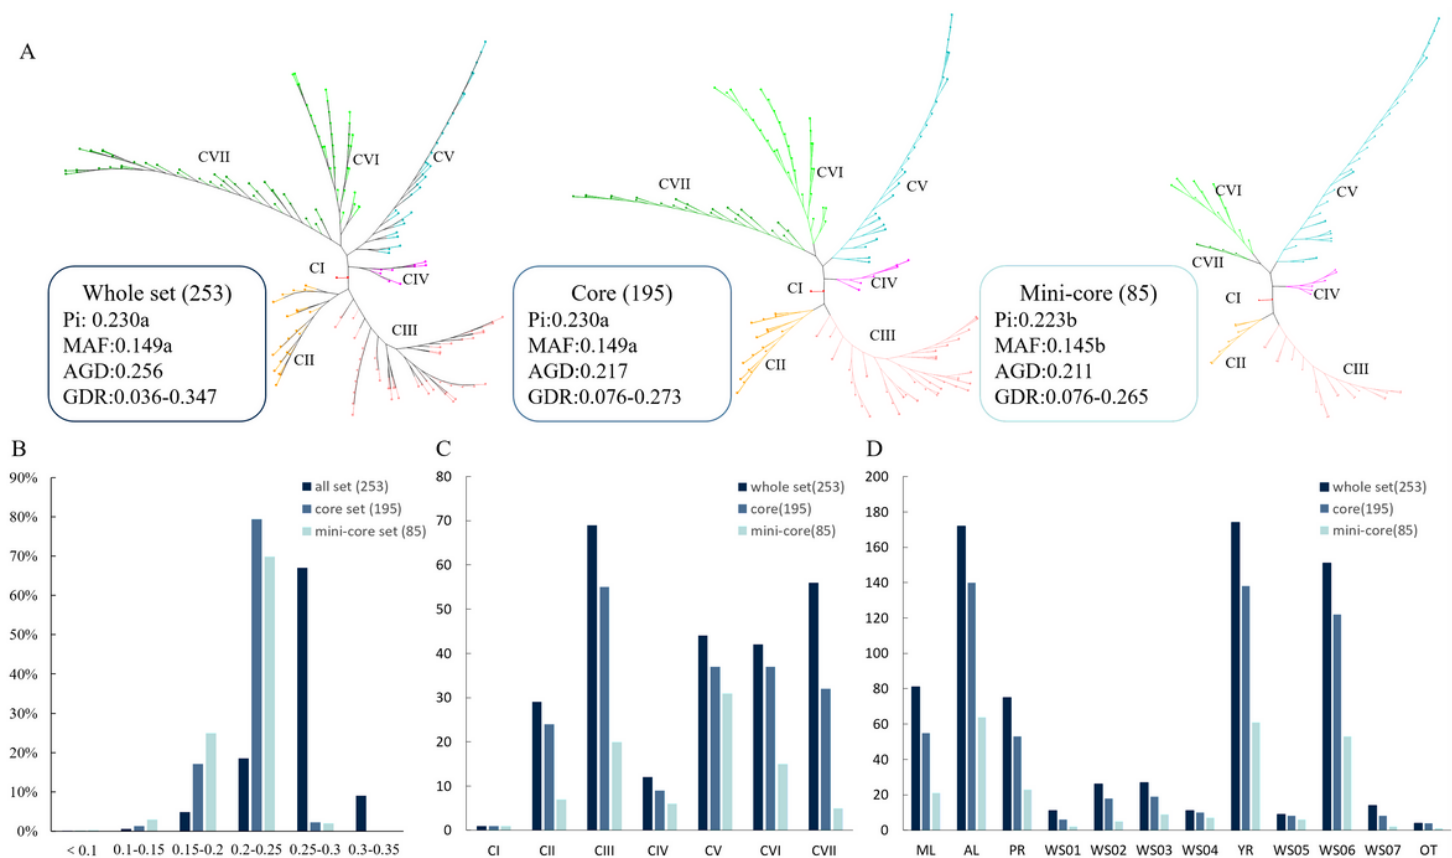 A
CVII
CVI
CV
CI
CIV
CII
CIII
Whole set (253)
Pi: 0.230a
MAF:0.149a
AGD:0.256
GDR:0.036-0.347
CVII
CVI
CV
CI
CIV
CII
CIII
Core (195)
Pi:0.230a
MAF:0.149a
AGD:0.217
GDR:0.076-0.273
CVI
CV
CVII
CI
CIV
CII
CIII
Mini-core (85)
Pi:0.223b
MAF:0.145b
AGD:0.211
GDR:0.076-0.265
B
90%
80%
70%
60%
50%
40%
30%
20%
10%
0%
all set (253)
core set (195)
mini-core set (85)
< 0.1 0.1-0.15 0.15-0.2 0.2-0.25 0.25-0.3 0.3-0.35
C
80
70
60
50
40
30
20
10
0
whole set(253)
core(195)
mini-core(85)
CI CII CIII CIV CV CVI CVII
D
200
180
160
140
120
100
80
60
40
20
0
whole set(253)
core(195)
mini-core(85)
ML AL PR WS01 WS02 WS03 WS04 YR WS05 WS06 WS07 OT